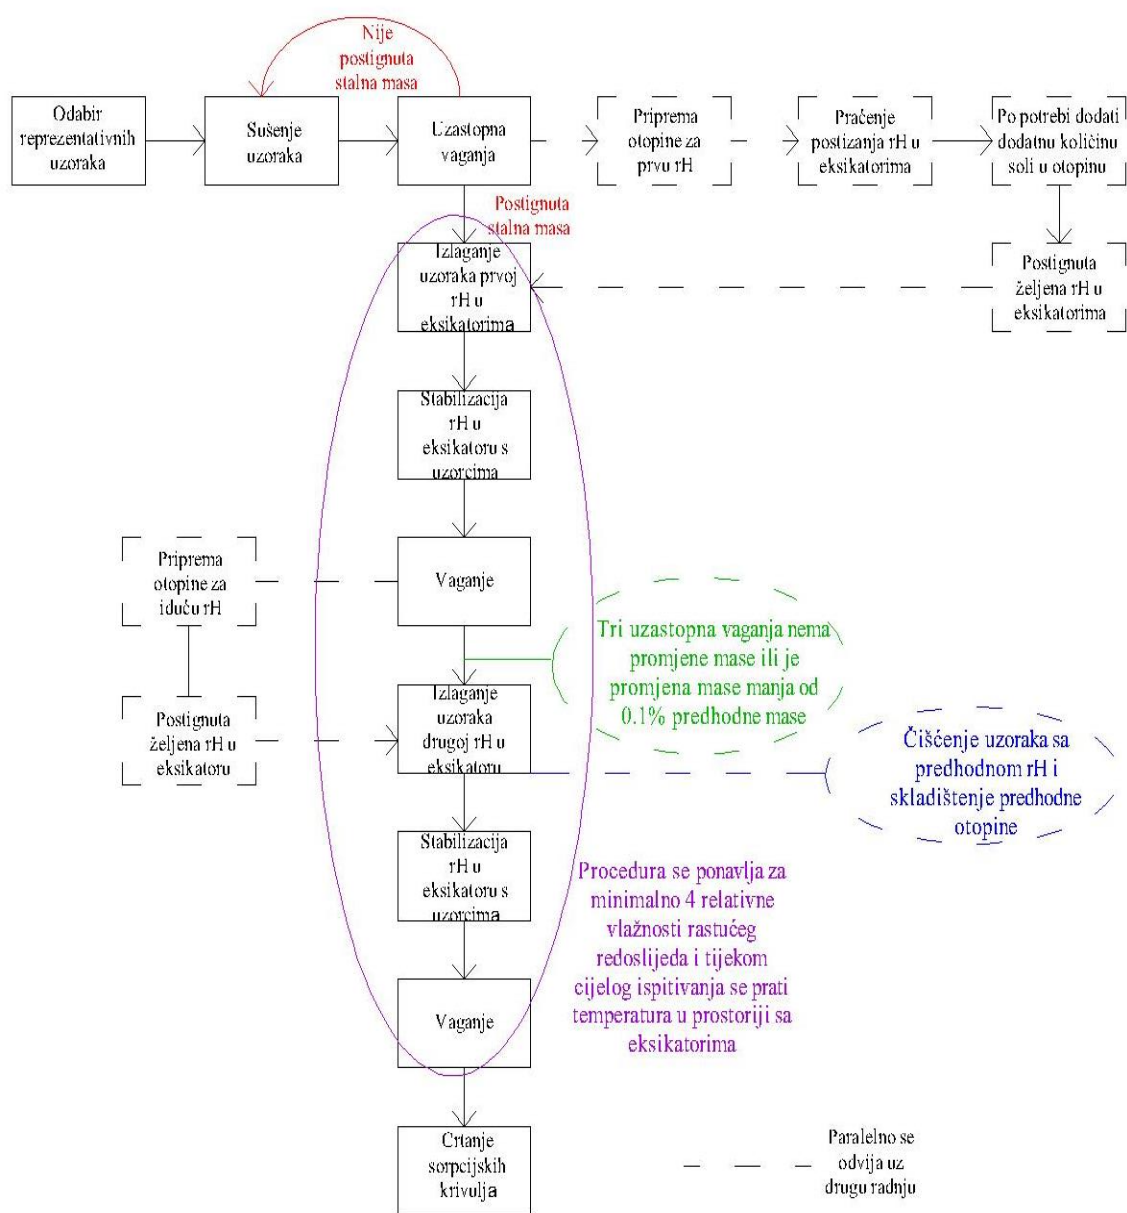 Nije
postignuta
stalna masa
Odabir
reprezentativnih
uzoraka
Sušenje
uzoraka
Uzastopna
vaganja
Priprema
otopine za
prvu rH
Praćenje
postizanja rH u
eksikatorima
Po potrebi dodati
dodatnu količinu
soli u otopinu
Postignuta
stalna masa
Izlaganje
uzoraka prvoj
rH u
eksikatorima
Postignuta
željena rH u
eksikatorima
Stabilizacija
rH u
eksikatoru s
uzorcima
Priprema
otopine za
iduću rH
Vaganje
Tri uzastopna vaganja nema
promjene mase ili je
promjena mase manja od
0.1% predhodne mase
Postignuta
željena rH u
eksikatoru
Izlaganje
uzoraka
drugoj rH u
eksikatoru
Čišćenje uzoraka sa
predhodnom rH i
skladištenje predhodne
otopine
Stabilizacija
rH u
eksikatoru s
uzorcima
Procedura se ponavlja za
minimalno 4 relativne
vlažnosti rastućeg
redoslijeda i tijekom
cijelog ispitivanja se prati
temperatura u prostoriji sa
eksikatorima
Vaganje
Crtanje
sorpcijskih
krivulja
Paralelno se
odvija uz
drugu radnju